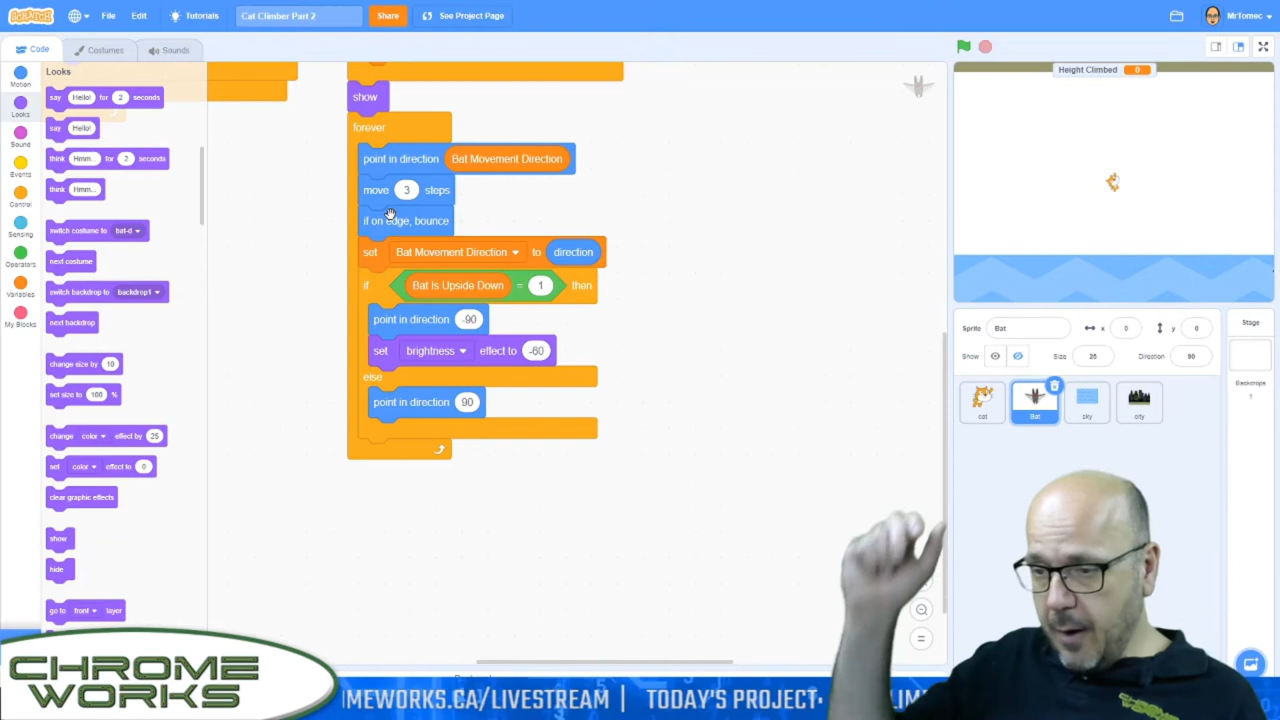 SCRATCH
File
Edit
Tutorials
Cat Climber Part 2
Share
See Project Page
MrTomec
Code
Costumes
Sounds
Motion
Looks
Sound
Events
Control
Sensing
Operators
Variables
My Blocks
Looks
say Hello! for 2 seconds
say Hello!
think Hmm... for 2 seconds
think Hmm...
switch costume to bat-d
next costume
switch backdrop to backdrop1
next backdrop
change size by 10
set size to 100 %
change color effect by 25
set color effect to 0
clear graphic effects
show
hide
go to front layer
show
forever
point in direction Bat Movement Direction
move 3 steps
if on edge, bounce
set Bat Movement Direction to direction
if Bat Is Upside Down = 1 then
point in direction -90
set brightness effect to -60
else
point in direction 90
Height Climbed 0
Sprite Bat x 0 y 0
Show Size Direction 90
cat
Bat
sky
city
Stage
Backdrops
1
CHROME
WORKS
IMEWORKS.CA/LIVESTREAM | TODAY'S PROJECT